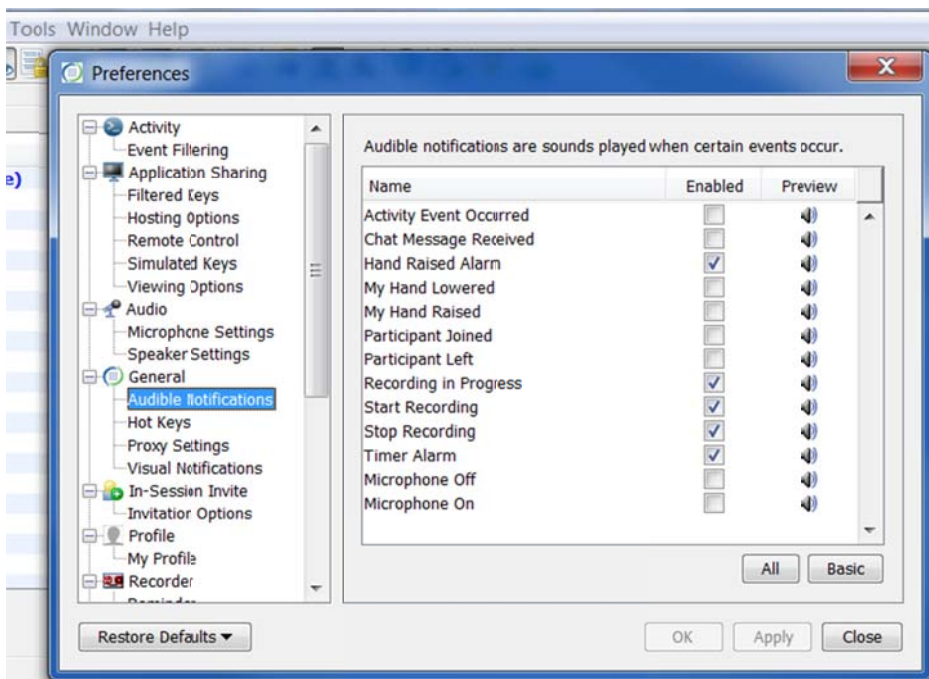 Tools Window Help
Preferences
e)
Activity
Event Filtering
Application Sharing
Filtered Keys
Hosting Options
Remote Control
Simulated Keys
Viewing Options
Audio
Microphone Settings
Speaker Settings
General
Audible Notifications
Hot Keys
Proxy Settings
Visual Notifications
In-Session Invite
Invitation Options
Profile
My Profile
Recorder
Reminder
Audible notifications are sounds played when certain events occur.
Name Enabled Preview
Activity Event Occurred
Chat Message Received
Hand Raised Alarm
My Hand Lowered
My Hand Raised
Participant Joined
Participant Left
Recording in Progress
Start Recording
Stop Recording
Timer Alarm
Microphone Off
Microphone On
All Basic
Restore Defaults OK Apply Close